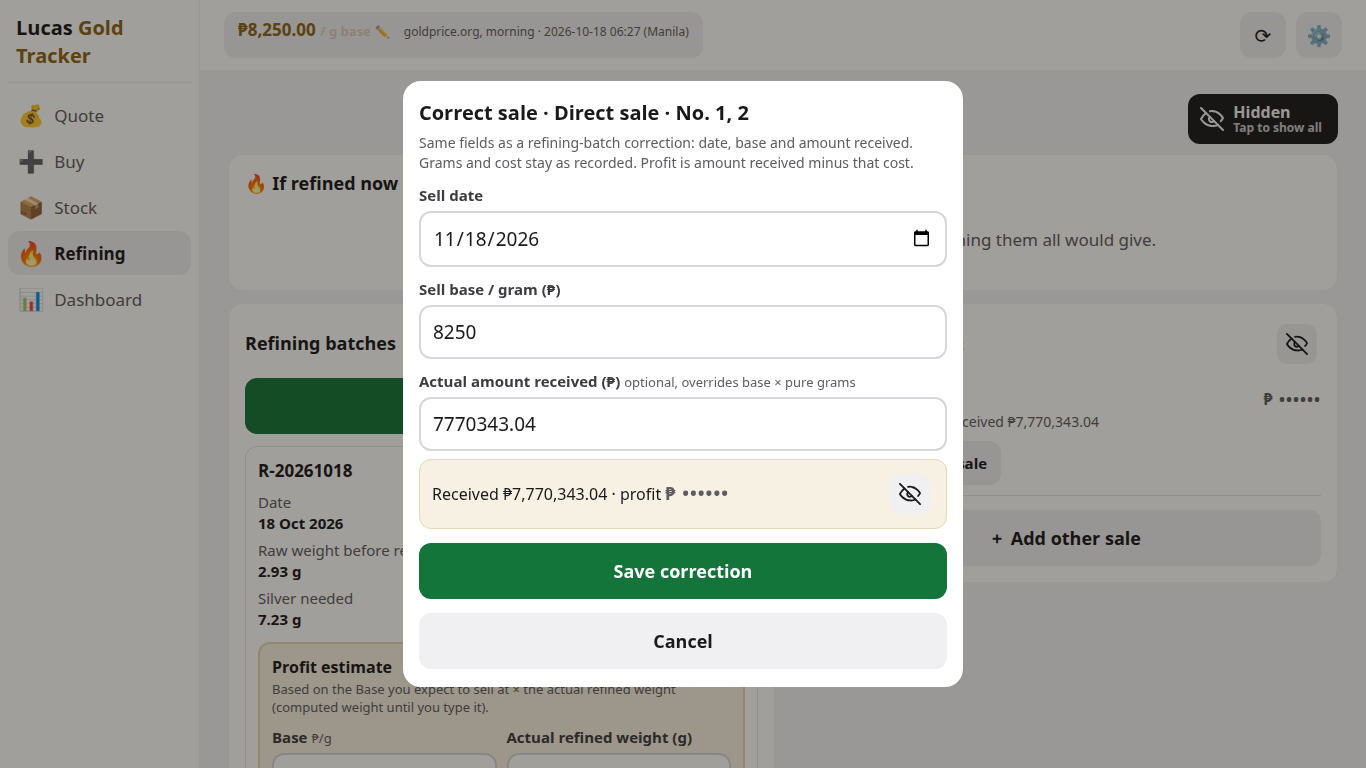 Lucas Gold
Tracker
₱8,250.00 / g base ✏️ goldprice.org, morning · 2026-10-18 06:27 (Manila)
Quote
Buy
Stock
Refining
Dashboard
Hidden
Tap to show all
🔥 If refined now
ning them all would give.
Refining batches
R-20261018
Date
18 Oct 2026
Raw weight before re
2.93 g
Silver needed
7.23 g
Profit estimate
Based on the Base you expect to sell at × the actual refined weight
(computed weight until you type it).
Base ₱/g
Actual refined weight (g)
₱ ••••••
ceived ₱7,770,343.04
sale
+ Add other sale
Correct sale · Direct sale · No. 1, 2
Same fields as a refining-batch correction: date, base and amount received.
Grams and cost stay as recorded. Profit is amount received minus that cost.
Sell date
11/18/2026
Sell base / gram (₱)
8250
Actual amount received (₱) optional, overrides base × pure grams
7770343.04
Received ₱7,770,343.04 · profit ₱ ••••••
Save correction
Cancel